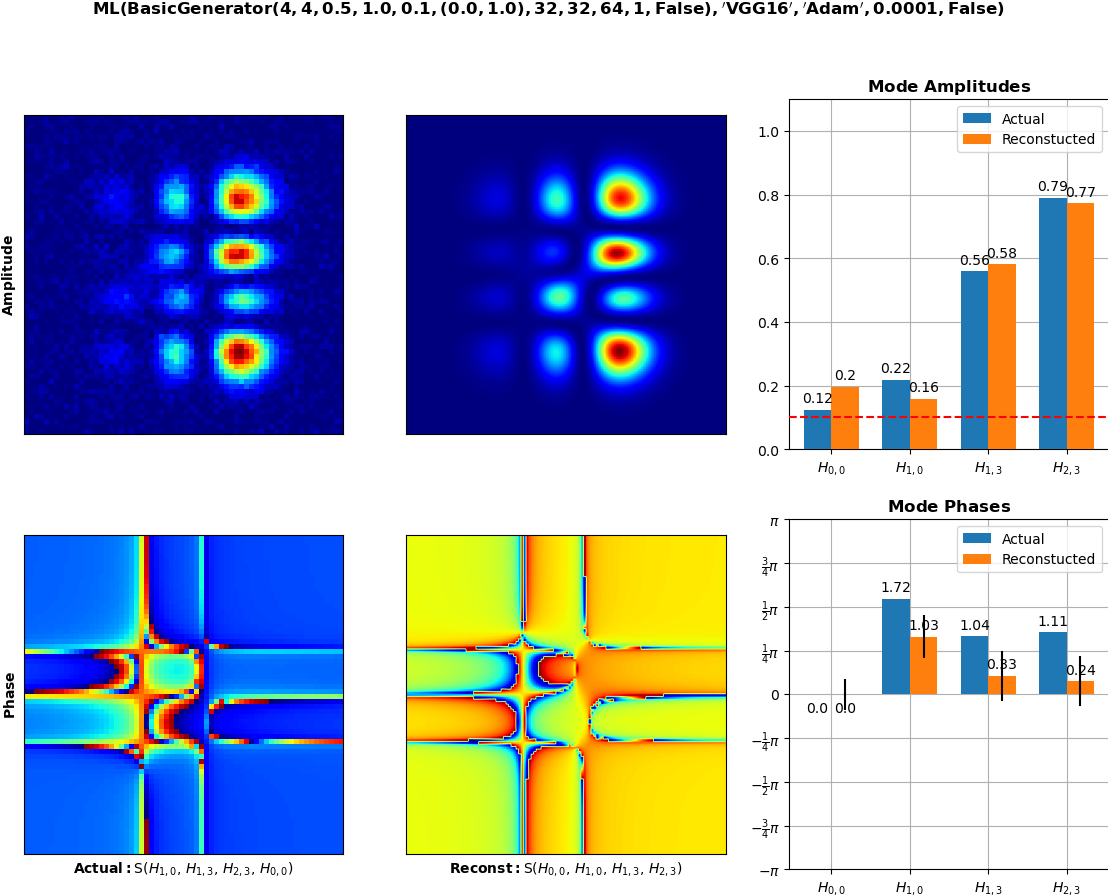 ML(BasicGenerator(4, 4, 0.5, 1.0, 0.1, (0.0, 1.0), 32, 32, 64, 1, False), 'VGG16', 'Adam', 0.0001, False)
Amplitude
Mode Amplitudes
Actual
Reconstucted
1.0
0.8
0.6
0.4
0.2
0.0
0.12
0.2
0.22
0.16
0.56
0.58
0.79
0.77
H0,0
H1,0
H1,3
H2,3
Phase
Actual: S(H1,0, H1,3, H2,3, H0,0)
Reconst: S(H0,0, H1,0, H1,3, H2,3)
Mode Phases
Actual
Reconstucted
π
3/4π
1/2π
1/4π
0
−1/4π
−1/2π
−3/4π
−π
0.0
0.0
1.72
1.03
1.04
0.33
1.11
0.24
H0,0
H1,0
H1,3
H2,3